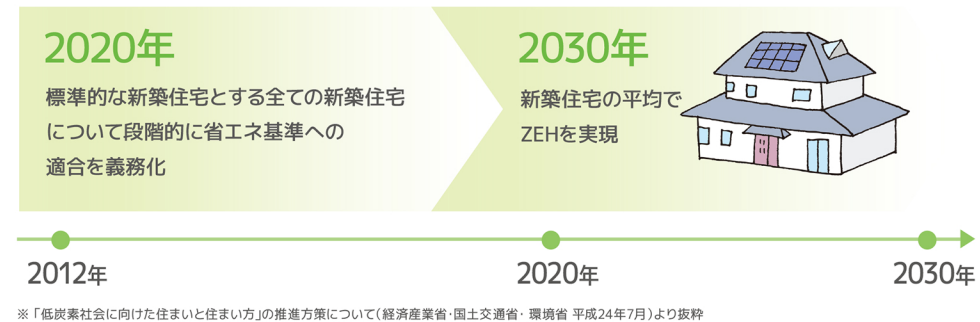 2020年
標準的な新築住宅とする全ての新築住宅
について段階的に省エネ基準への
適合を義務化
2030年
新築住宅の平均で
ZEHを実現
2012年
2020年
2030年
※「低炭素社会に向けた住まいと住まい方」の推進方策について（経済産業省・国土交通省・ 環境省 平成24年7月）より抜粋